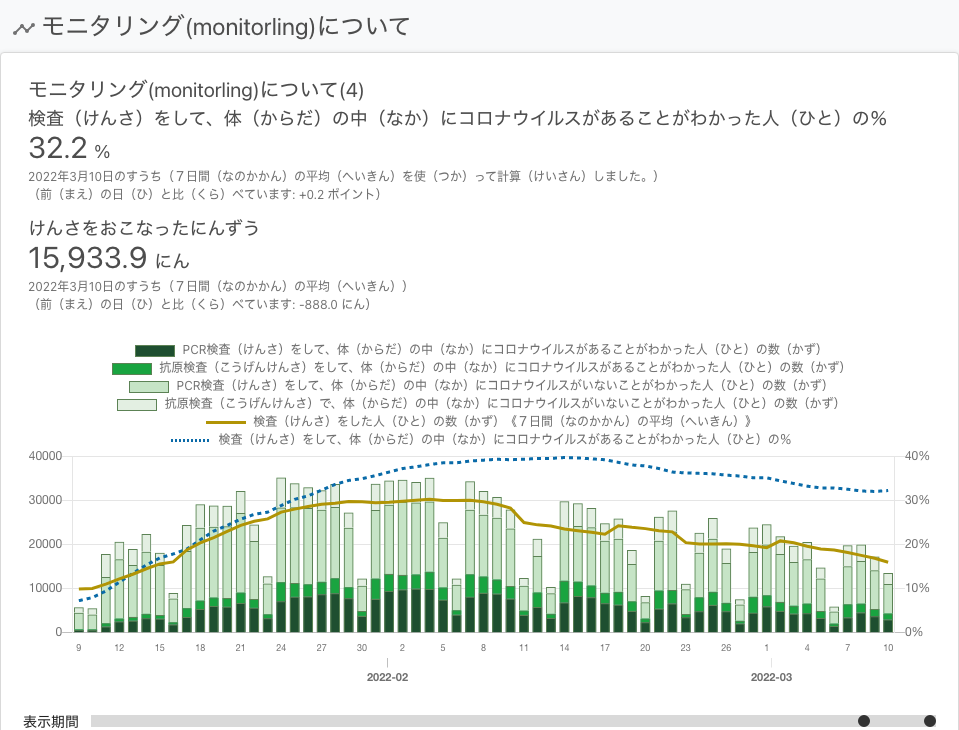 モニタリング(monitorling)について
モニタリング(monitorling)について(4)
検査（けんさ）をして、体（からだ）の中（なか）にコロナウイルスがあることがわかった人（ひと）の％
32.2 %
2022年3月10日のすうち（７日間（なのかかん）の平均（へいきん）を使（つか）って計算（けいさん）しました。）
（前（まえ）の日（ひ）と比（くら）べています: +0.2 ポイント）
けんさをおこなったにんずう
15,933.9 にん
2022年3月10日のすうち（７日間（なのかかん）の平均（へいきん））
（前（まえ）の日（ひ）と比（くら）べています: -888.0 にん）
PCR検査（けんさ）をして、体（からだ）の中（なか）にコロナウイルスがあることがわかった人（ひと）の数（かず）
抗原検査（こうげんけんさ）をして、体（からだ）の中（なか）にコロナウイルスがあることがわかった人（ひと）の数（かず）
PCR検査（けんさ）をして、体（からだ）の中（なか）にコロナウイルスがいないことがわかった人（ひと）の数（かず）
抗原検査（こうげんけんさ）で、体（からだ）の中（なか）にコロナウイルスがいないことがわかった人（ひと）の数（かず）
検査（けんさ）をした人（ひと）の数（かず）《７日間（なのかかん）の平均（へいきん）》
検査（けんさ）をして、体（からだ）の中（なか）にコロナウイルスがあることがわかった人（ひと）の％
40000 40%
30000 30%
20000 20%
10000 10%
0 0%
9 12 15 18 21 24 27 30 2 5 8 11 14 17 20 23 26 1 4 7 10
2022-02 2022-03
表示期間